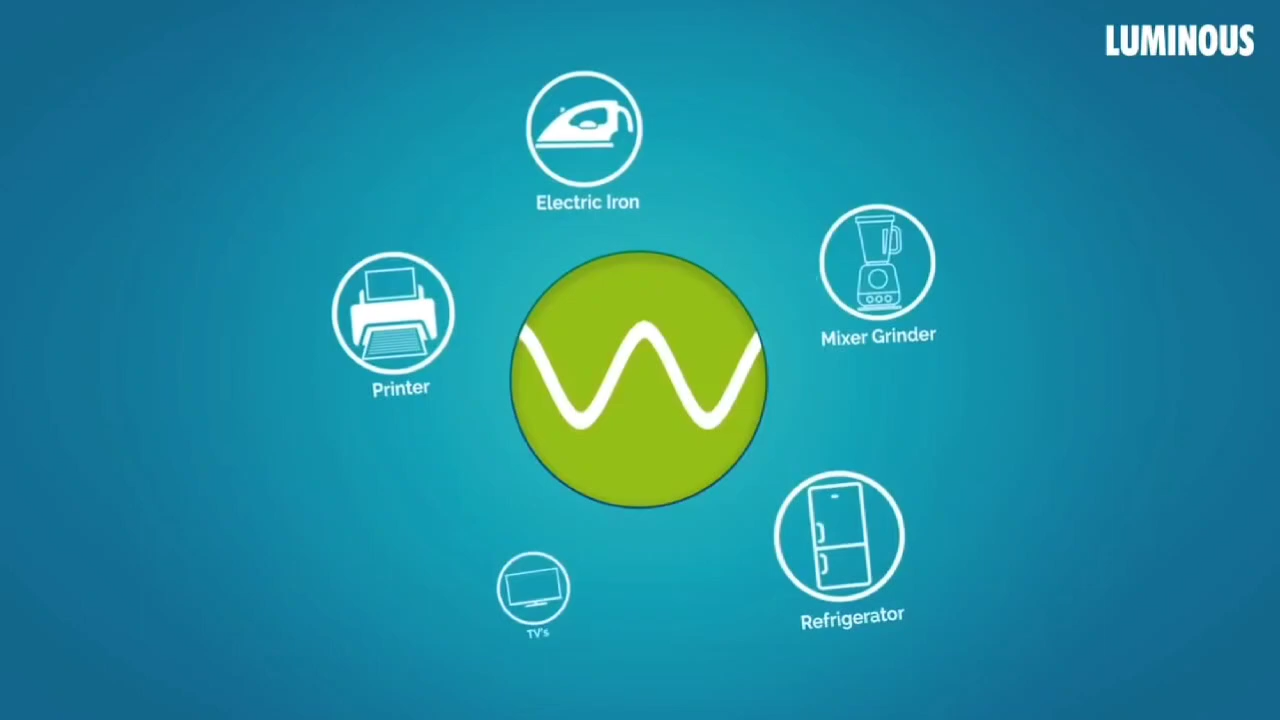 LUMINOUS
Electric Iron
Mixer Grinder
Printer
Refrigerator
TV's